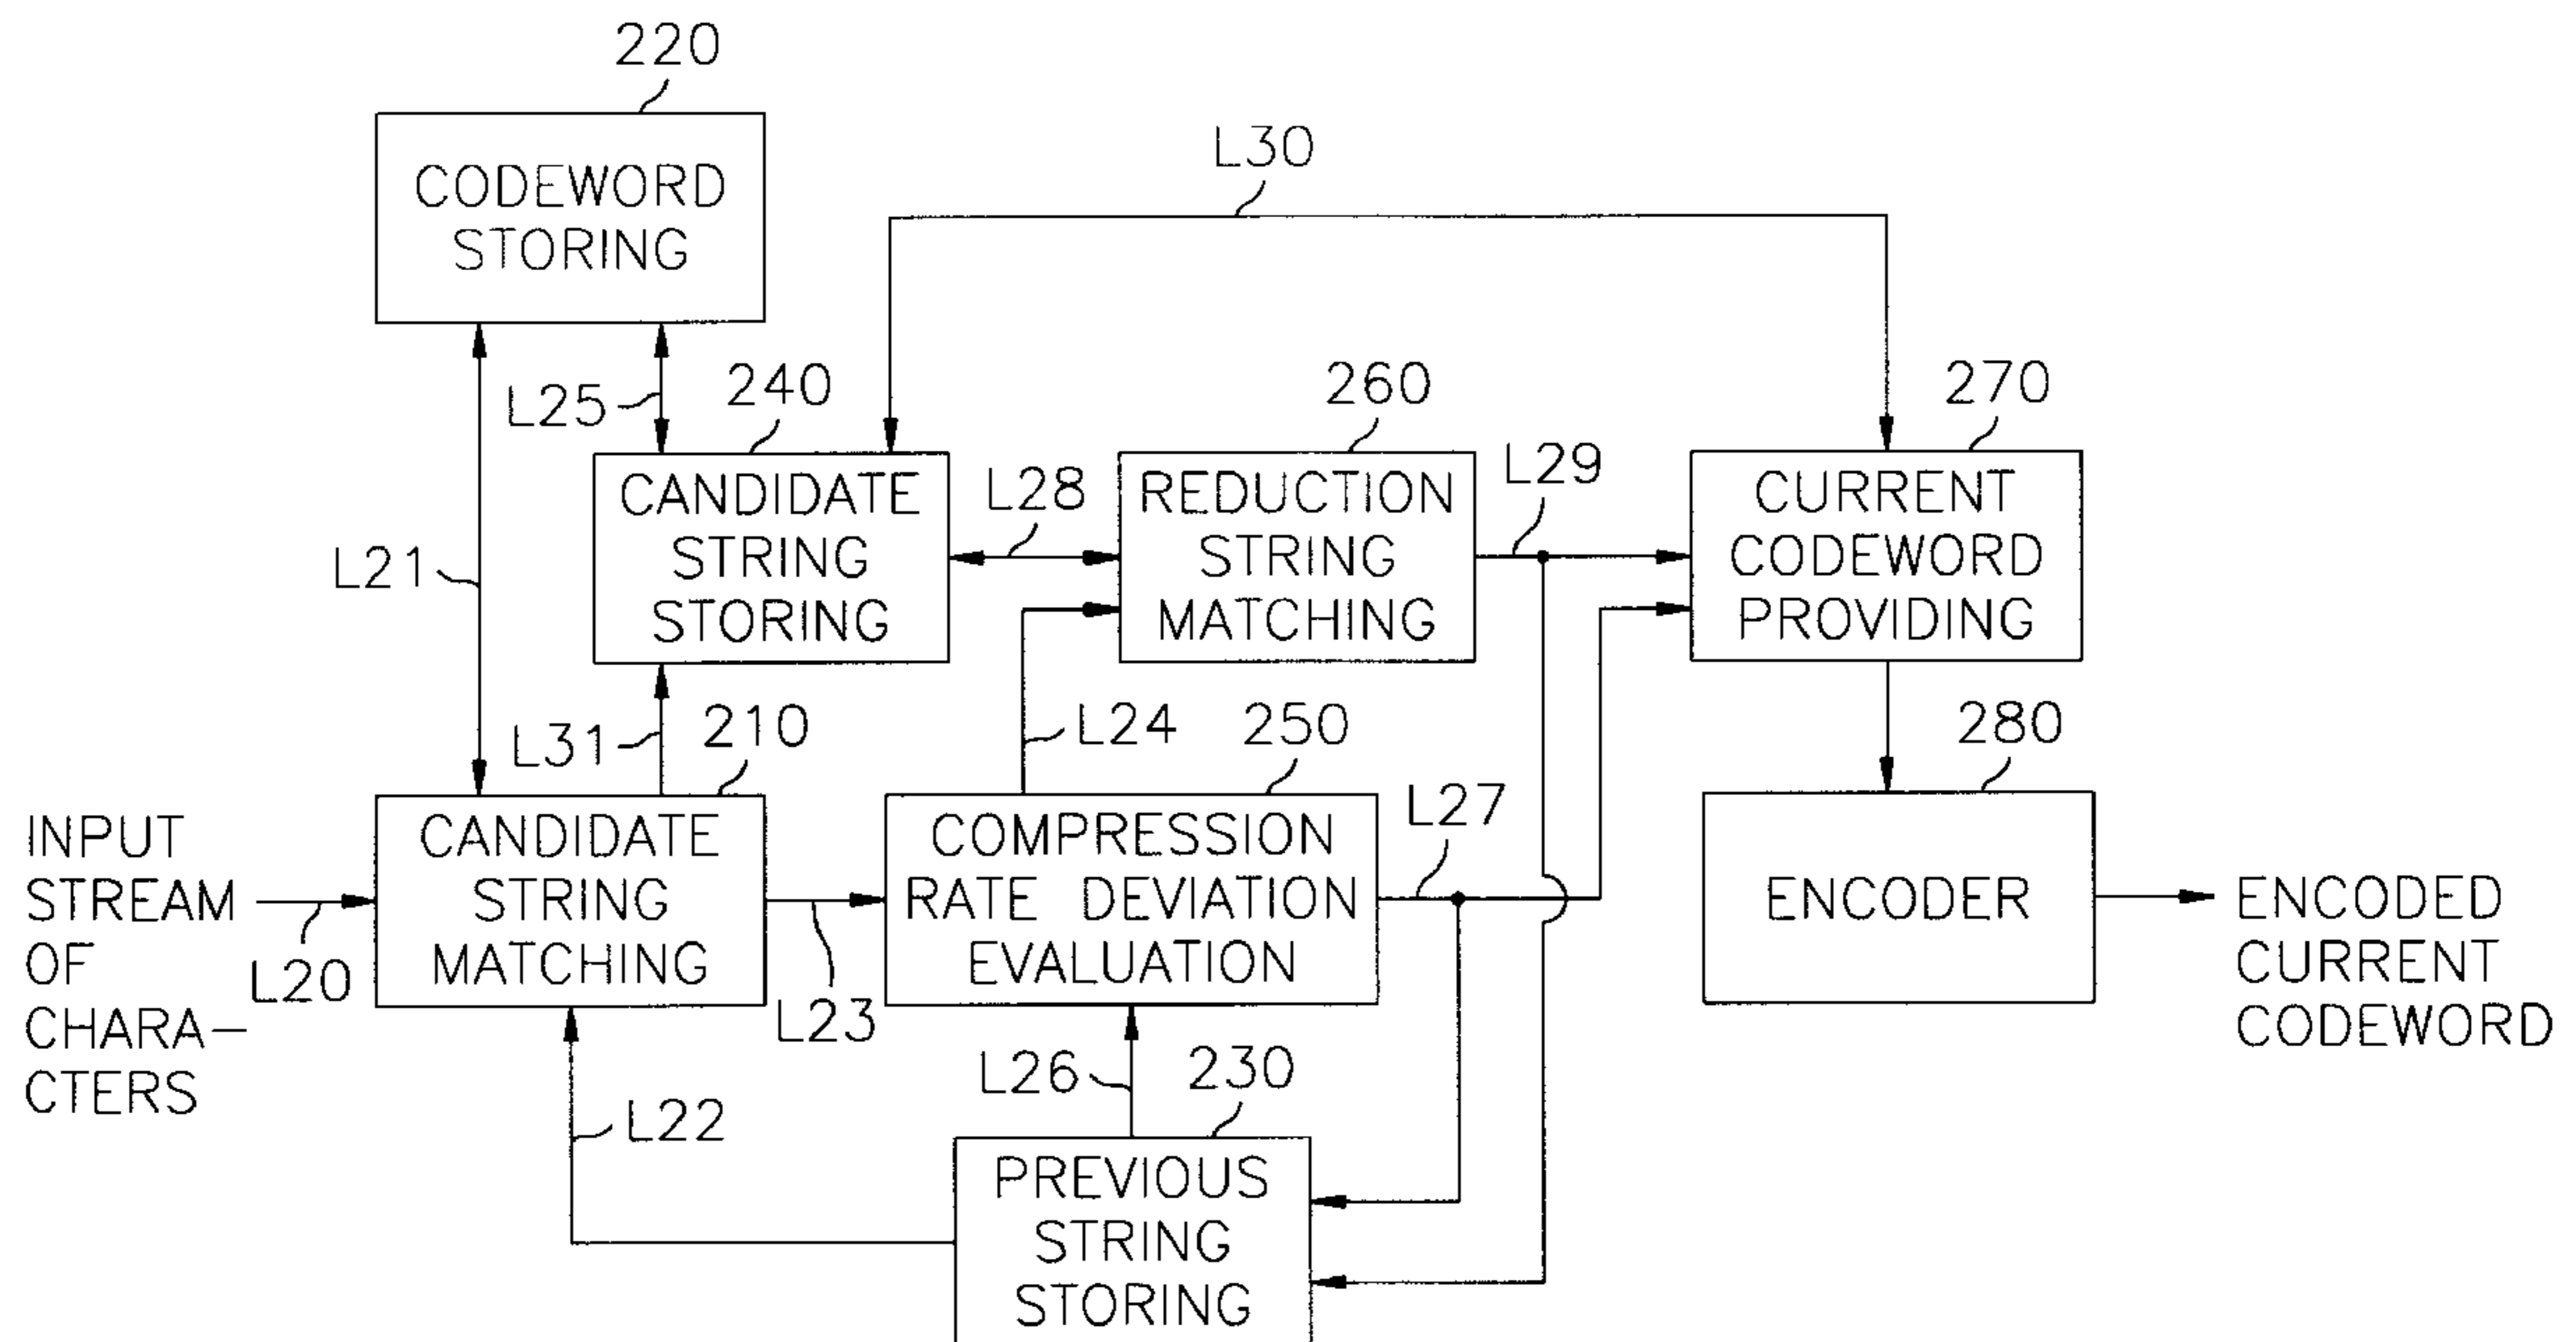 220
CODEWORD
STORING
L30
L25
240
260
270
CANDIDATE
STRING
STORING
L28
REDUCTION
STRING
MATCHING
L29
CURRENT
CODEWORD
PROVIDING
L21
L31
210
L24
250
280
INPUT
STREAM
OF
CHARA-
CTERS
L20
CANDIDATE
STRING
MATCHING
L23
COMPRESSION
RATE DEVIATION
EVALUATION
L27
ENCODER
ENCODED
CURRENT
CODEWORD
L22
L26
230
PREVIOUS
STRING
STORING